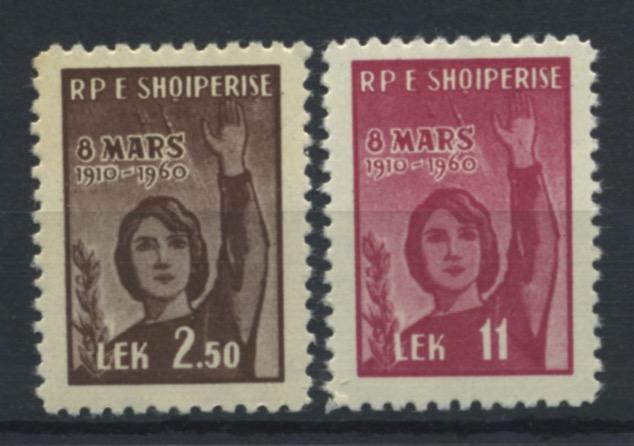 RP E SHQIPERISE
8 MARS
1910-1960
LEK 2.50
RP E SHQIPERISE
8 MARS
1910-1960
LEK 11